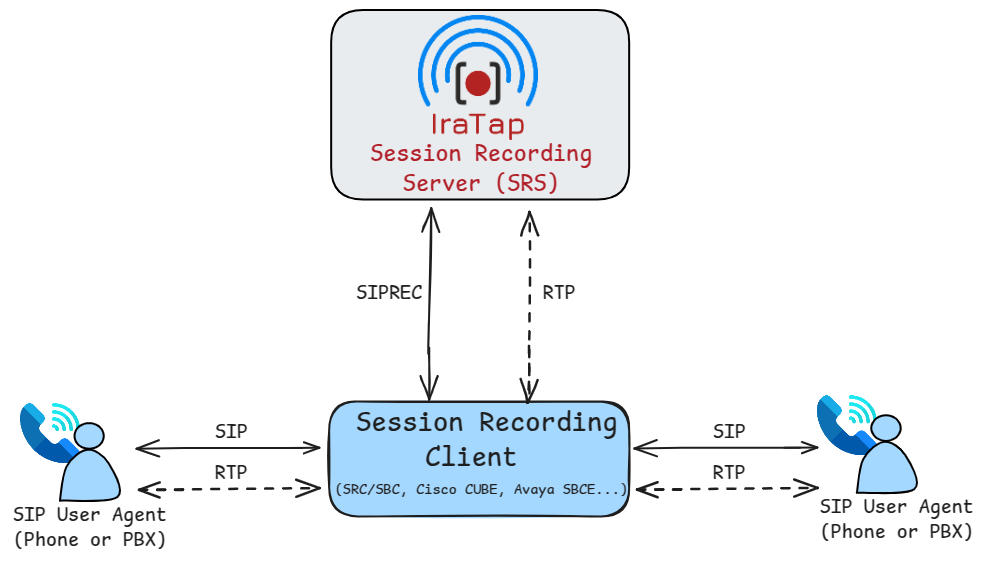 IraTap
Session Recording
Server (SRS)
SIPREC
RTP
Session Recording
Client
(SRC/SBC, Cisco CUBE, Avaya SBCE...)
SIP
RTP
SIP
RTP
SIP User Agent
(Phone or PBX)
SIP User Agent
(Phone or PBX)